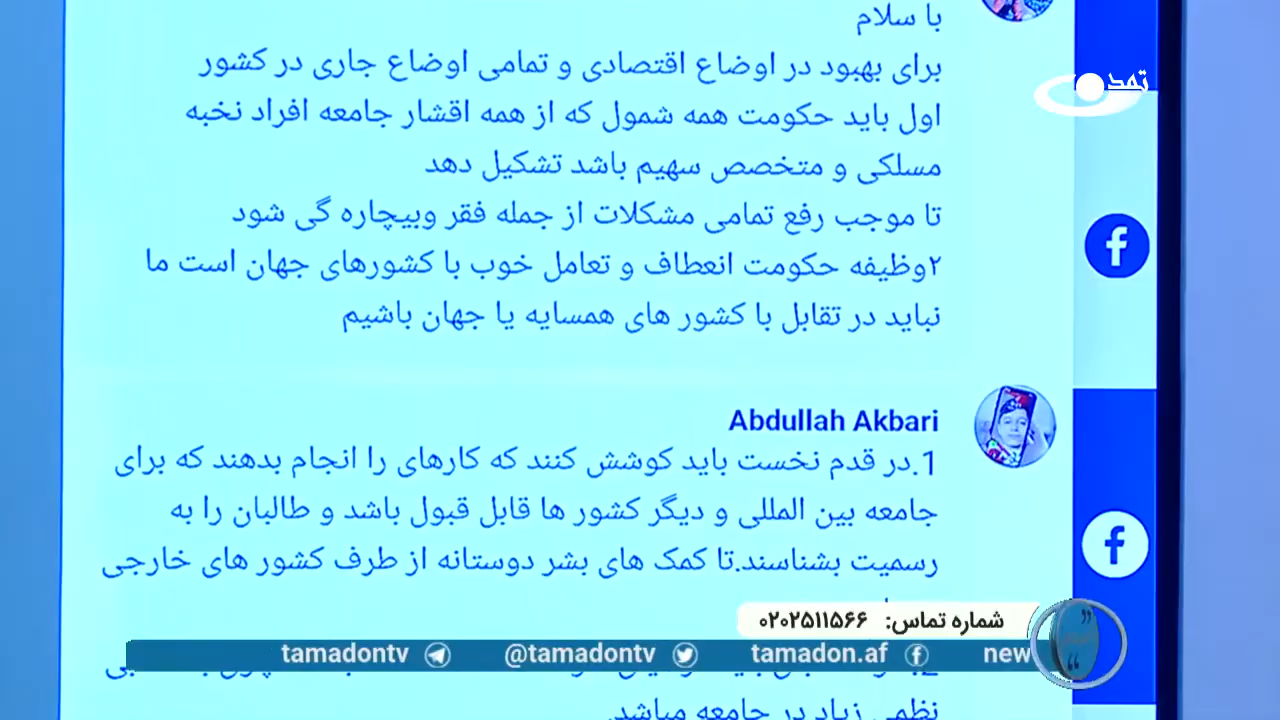 با سلام
برای بهبود در اوضاع اقتصادی و تمامی اوضاع جاری در کشور
اول باید حکومت همه شمول که از همه اقشار جامعه افراد نخبه
مسلکی و متخصص سهیم باشد تشکیل دهد
تا موجب رفع تمامی مشکلات از جمله فقر وبیچاره گی شود
۲وظیفه حکومت انعطاف و تعامل خوب با کشورهای جهان است ما
نباید در تقابل با کشور های همسایه یا جهان باشیم
تمدن
Abdullah Akbari
1.در قدم نخست باید کوشش کنند که کارهای را انجام بدهند که برای
جامعه بین المللی و دیگر کشور ها قابل قبول باشد و طالبان را به
رسمیت بشناسند.تا کمک های بشر دوستانه از طرف کشور های خارجی
شماره تماس: ۰۲۰۲۵۱۱۵۶۶
tamadontv @tamadontv tamadon.af new
نظمی زیاد در جامعه میاشد.